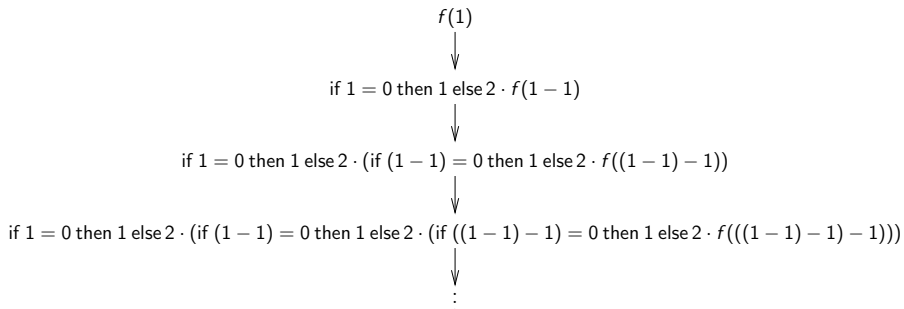 f(1)
if 1 = 0 then 1 else 2 · f(1 − 1)
if 1 = 0 then 1 else 2 · (if (1 − 1) = 0 then 1 else 2 · f((1 − 1) − 1))
if 1 = 0 then 1 else 2 · (if (1 − 1) = 0 then 1 else 2 · (if ((1 − 1) − 1) = 0 then 1 else 2 · f(((1 − 1) − 1) − 1)))
: